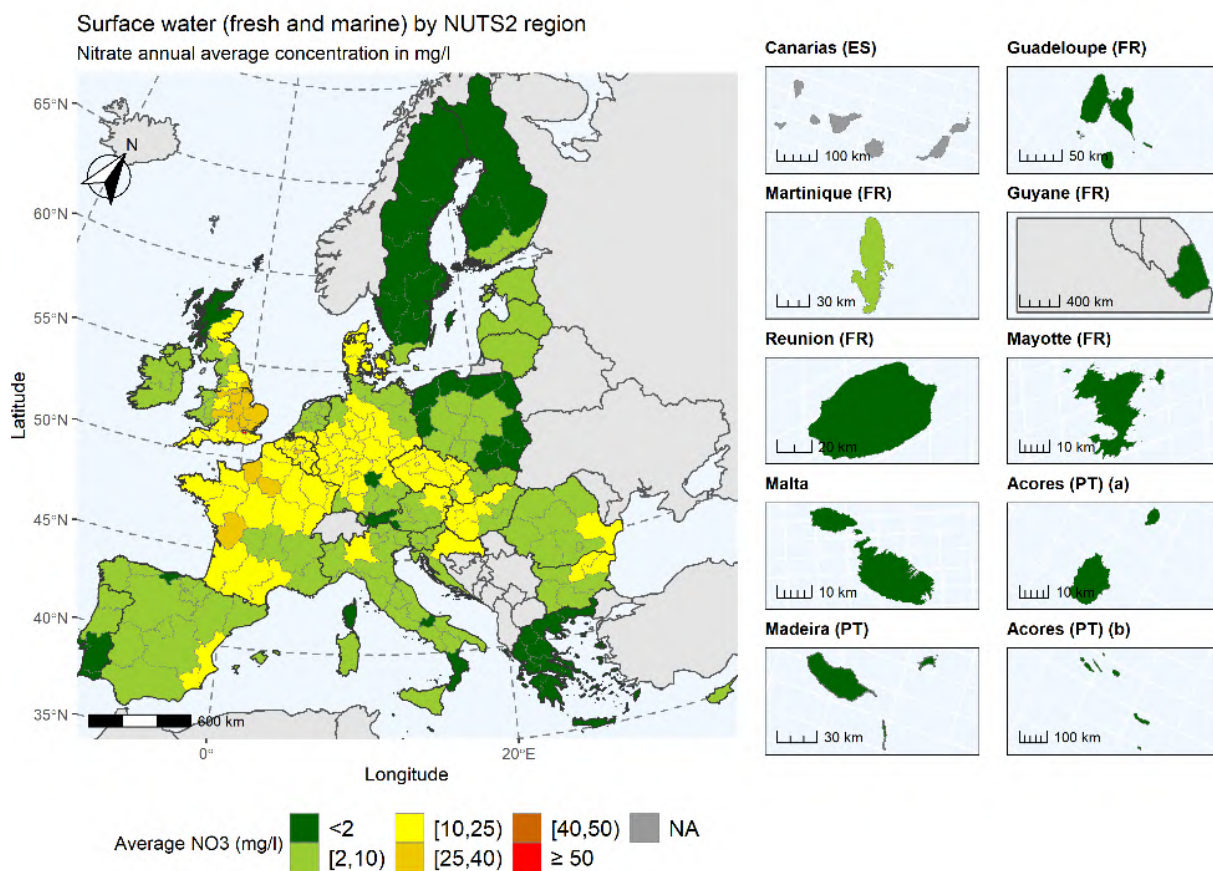 Surface water (fresh and marine) by NUTS2 region
Nitrate annual average concentration in mg/l
65°N
60°N
55°N
50°N
45°N
40°N
35°N
Latitude
N
600 km
0°
20°E
Longitude
Canarias (ES)
100 km
Guadeloupe (FR)
50 km
Martinique (FR)
30 km
Guyane (FR)
400 km
Reunion (FR)
20 km
Mayotte (FR)
10 km
Malta
10 km
Acores (PT) (a)
10 km
Madeira (PT)
30 km
Acores (PT) (b)
100 km
Average NO3 (mg/l)
<2
[2,10)
[10,25)
[25,40)
[40,50)
≥ 50
NA